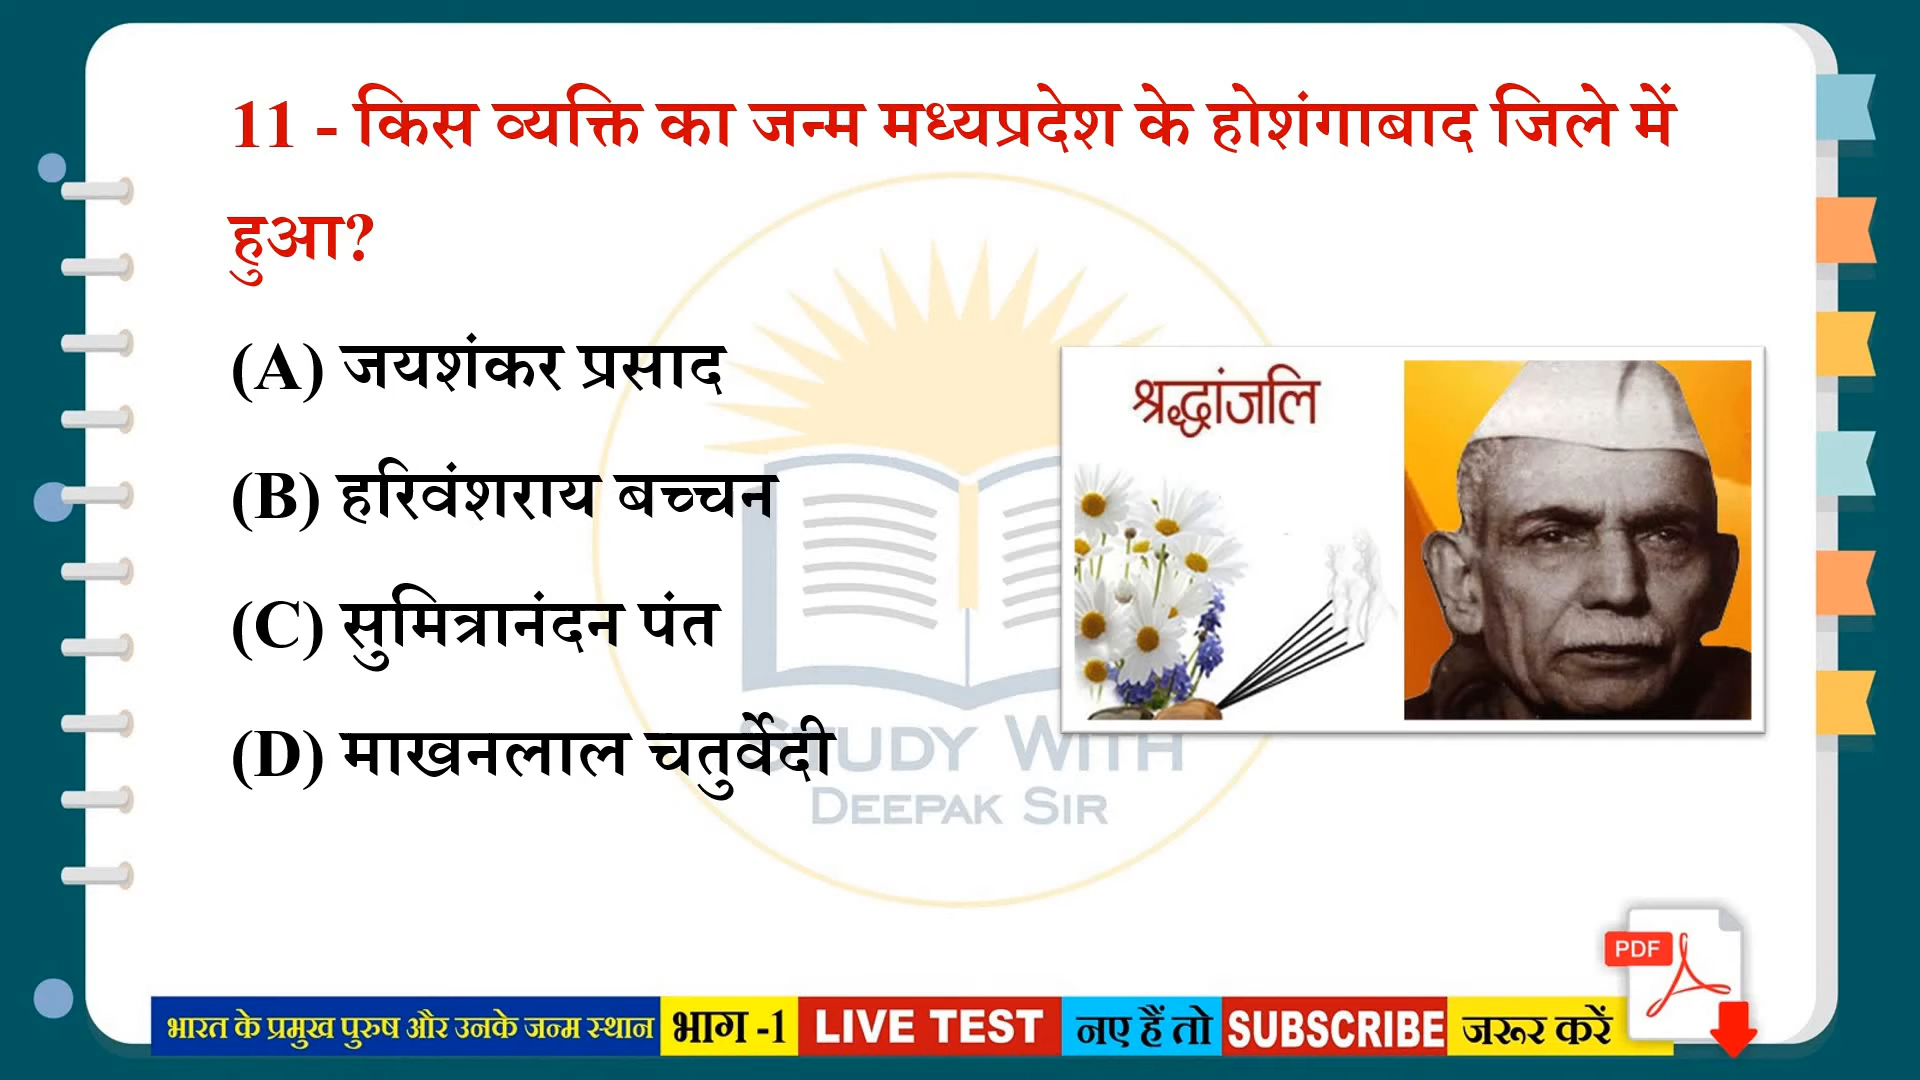 11 - किस व्यक्ति का जन्म मध्यप्रदेश के होशंगाबाद जिले में
हुआ?
(A) जयशंकर प्रसाद
(B) हरिवंशराय बच्चन
(C) सुमित्रानंदन पंत
(D) माखनलाल चतुर्वेदी
श्रद्धांजलि
STUDY WITH
DEEPAK SIR
PDF
भारत के प्रमुख पुरुष और उनके जन्म स्थान भाग -1 LIVE TEST नए हैं तो SUBSCRIBE जरूर करें